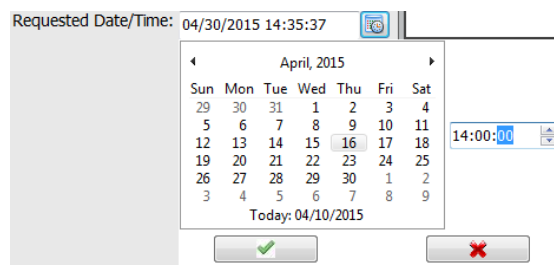 Requested Date/Time: 04/30/2015 14:35:37
April, 2015
Sun Mon Tue Wed Thu Fri Sat
29 30 31 1 2 3 4
5 6 7 8 9 10 11
12 13 14 15 16 17 18
14:00:00
19 20 21 22 23 24 25
26 27 28 29 30 1 2
3 4 5 6 7 8 9
Today: 04/10/2015